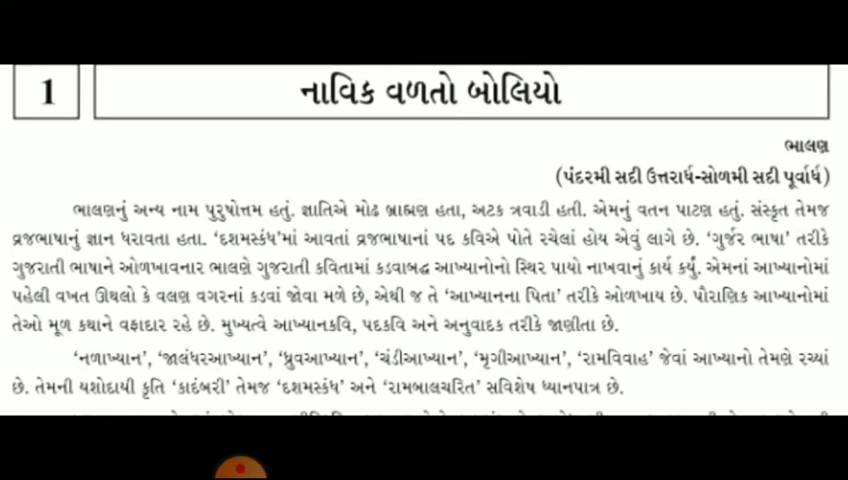 1
નાવિક વળતો બોલિયો
ભાલણ
(પંદરમી સદી ઉત્તરાર્ધ-સોળમી સદી પૂર્વાર્ધ)
ભાલણનું અન્ય નામ પુરુષોત્તમ હતું. જ્ઞાતિએ મોઢ બ્રાહ્મણ હતા, અટક ત્રવાડી હતી. એમનું વતન પાટણ હતું. સંસ્કૃત તેમજ
વ્રજભાષાનું જ્ઞાન ધરાવતા હતા. ‘દશમસ્કંધ’માં આવતાં વ્રજભાષાનાં પદ કવિએ પોતે રચેલાં હોય એવું લાગે છે. ‘ગુર્જર ભાષા’ તરીકે
ગુજરાતી ભાષાને ઓળખાવનાર ભાલણે ગુજરાતી કવિતામાં કડવાબદ્ધ આખ્યાનોનો સ્થિર પાયો નાખવાનું કાર્ય કર્યું. એમનાં આખ્યાનોમાં
પહેલી વખત ઊથલો કે વલણ વગરનાં કડવાં જોવા મળે છે, એથી જ તે ‘આખ્યાનના પિતા’ તરીકે ઓળખાય છે. પૌરાણિક આખ્યાનોમાં
તેઓ મૂળ કથાને વફાદાર રહે છે. મુખ્યત્વે આખ્યાનકવિ, પદકવિ અને અનુવાદક તરીકે જાણીતા છે.
‘નળાખ્યાન’, ‘જાલંધરઆખ્યાન’, ‘ધ્રુવઆખ્યાન’, ‘ચંડીઆખ્યાન’, ‘મૃગીઆખ્યાન’, ‘રામવિવાહ’ જેવાં આખ્યાનો તેમણે રચ્યાં
છે. તેમની યશોદાયી કૃતિ ‘કાદંબરી’ તેમજ ‘દશમસ્કંધ’ અને ‘રામબાલચરિત’ સવિશેષ ધ્યાનપાત્ર છે.